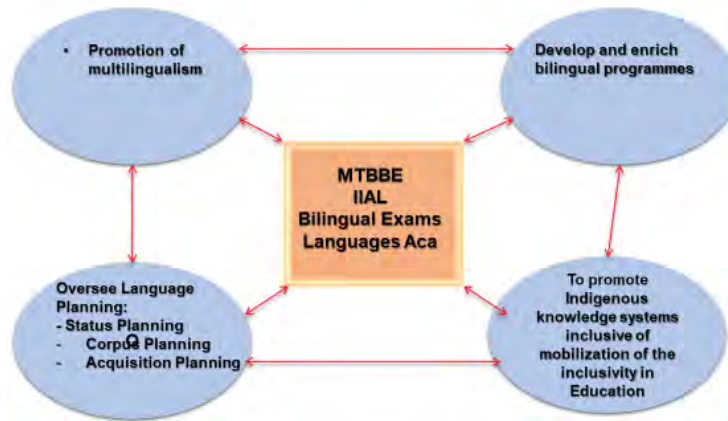 • Promotion of
multilingualism
Develop and enrich
bilingual programmes
MTBBE
IIAL
Bilingual Exams
Languages Aca
Oversee Language
Planning:
- Status Planning
- Corpus Planning
- Acquisition Planning
To promote
Indigenous
knowledge systems
inclusive of
mobilization of the
inclusivity in
Education